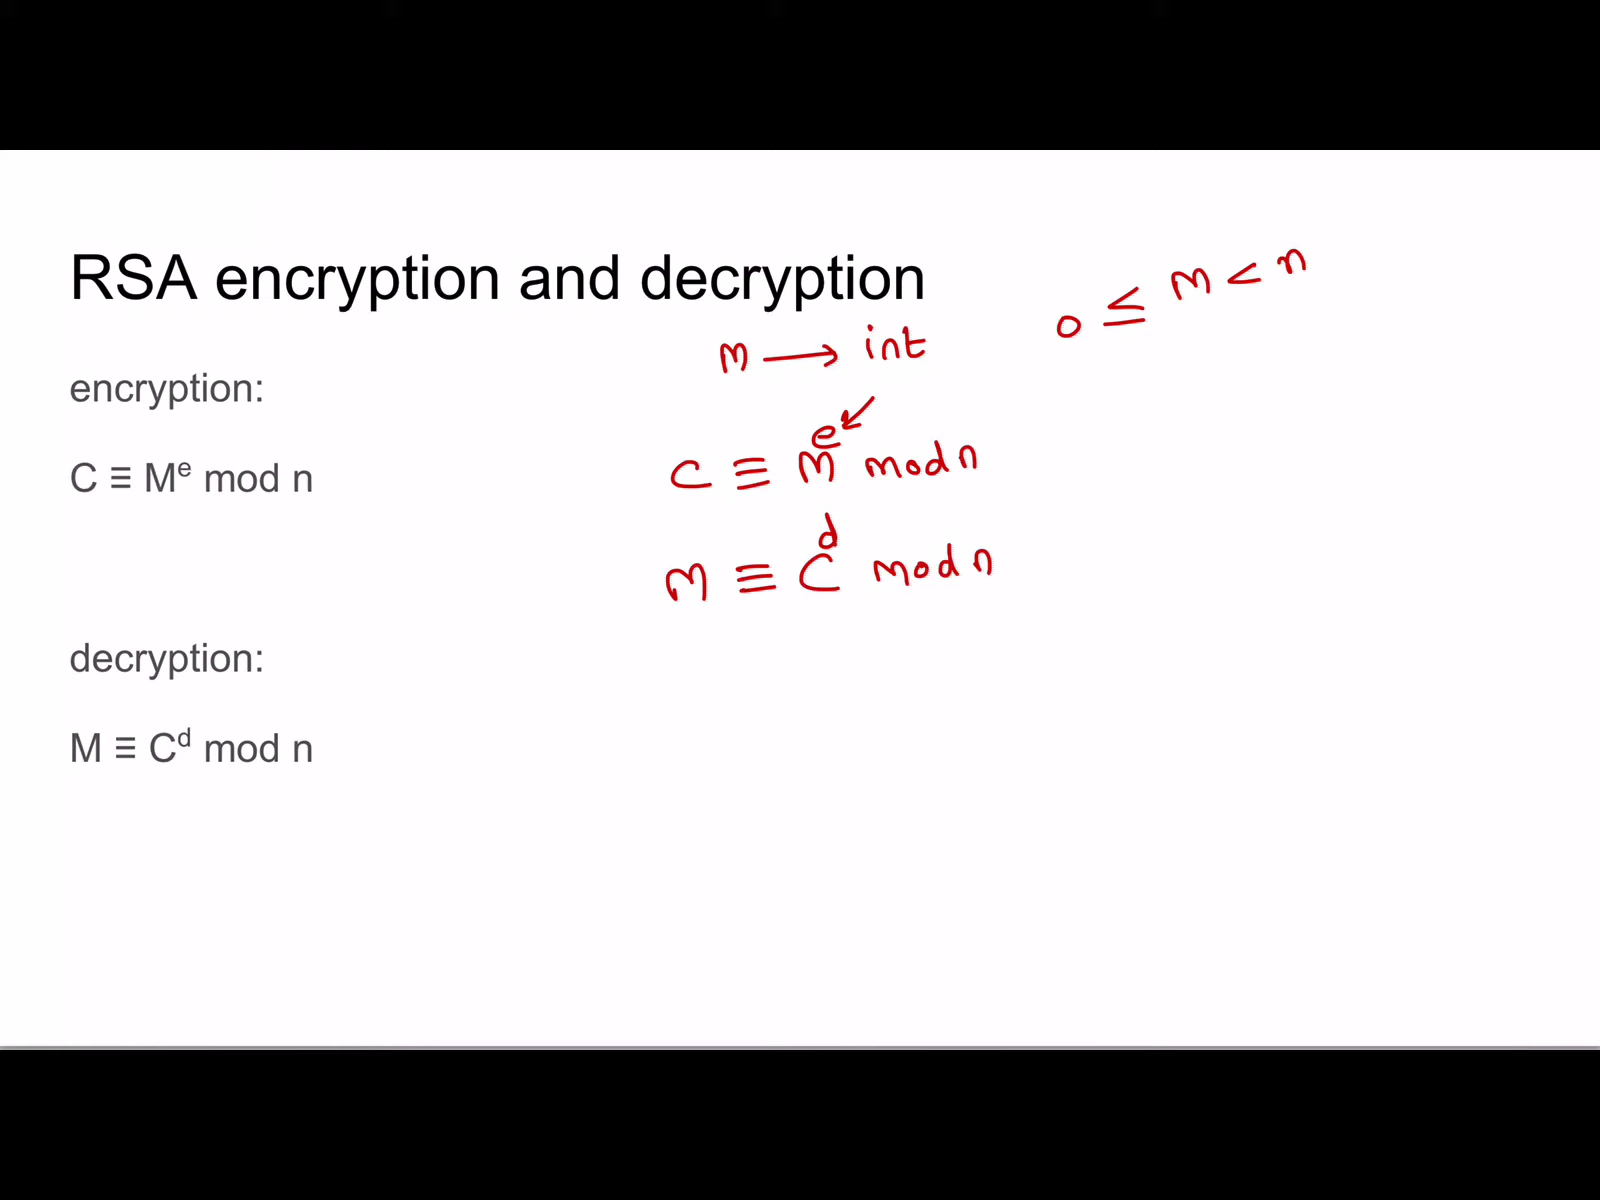 RSA encryption and decryption
0 ≤ M < n
M → int
encryption:
C ≡ Mᵉ mod n
C ≡ Mᵉ mod n
M ≡ Cᵈ mod n
decryption:
M ≡ Cᵈ mod n